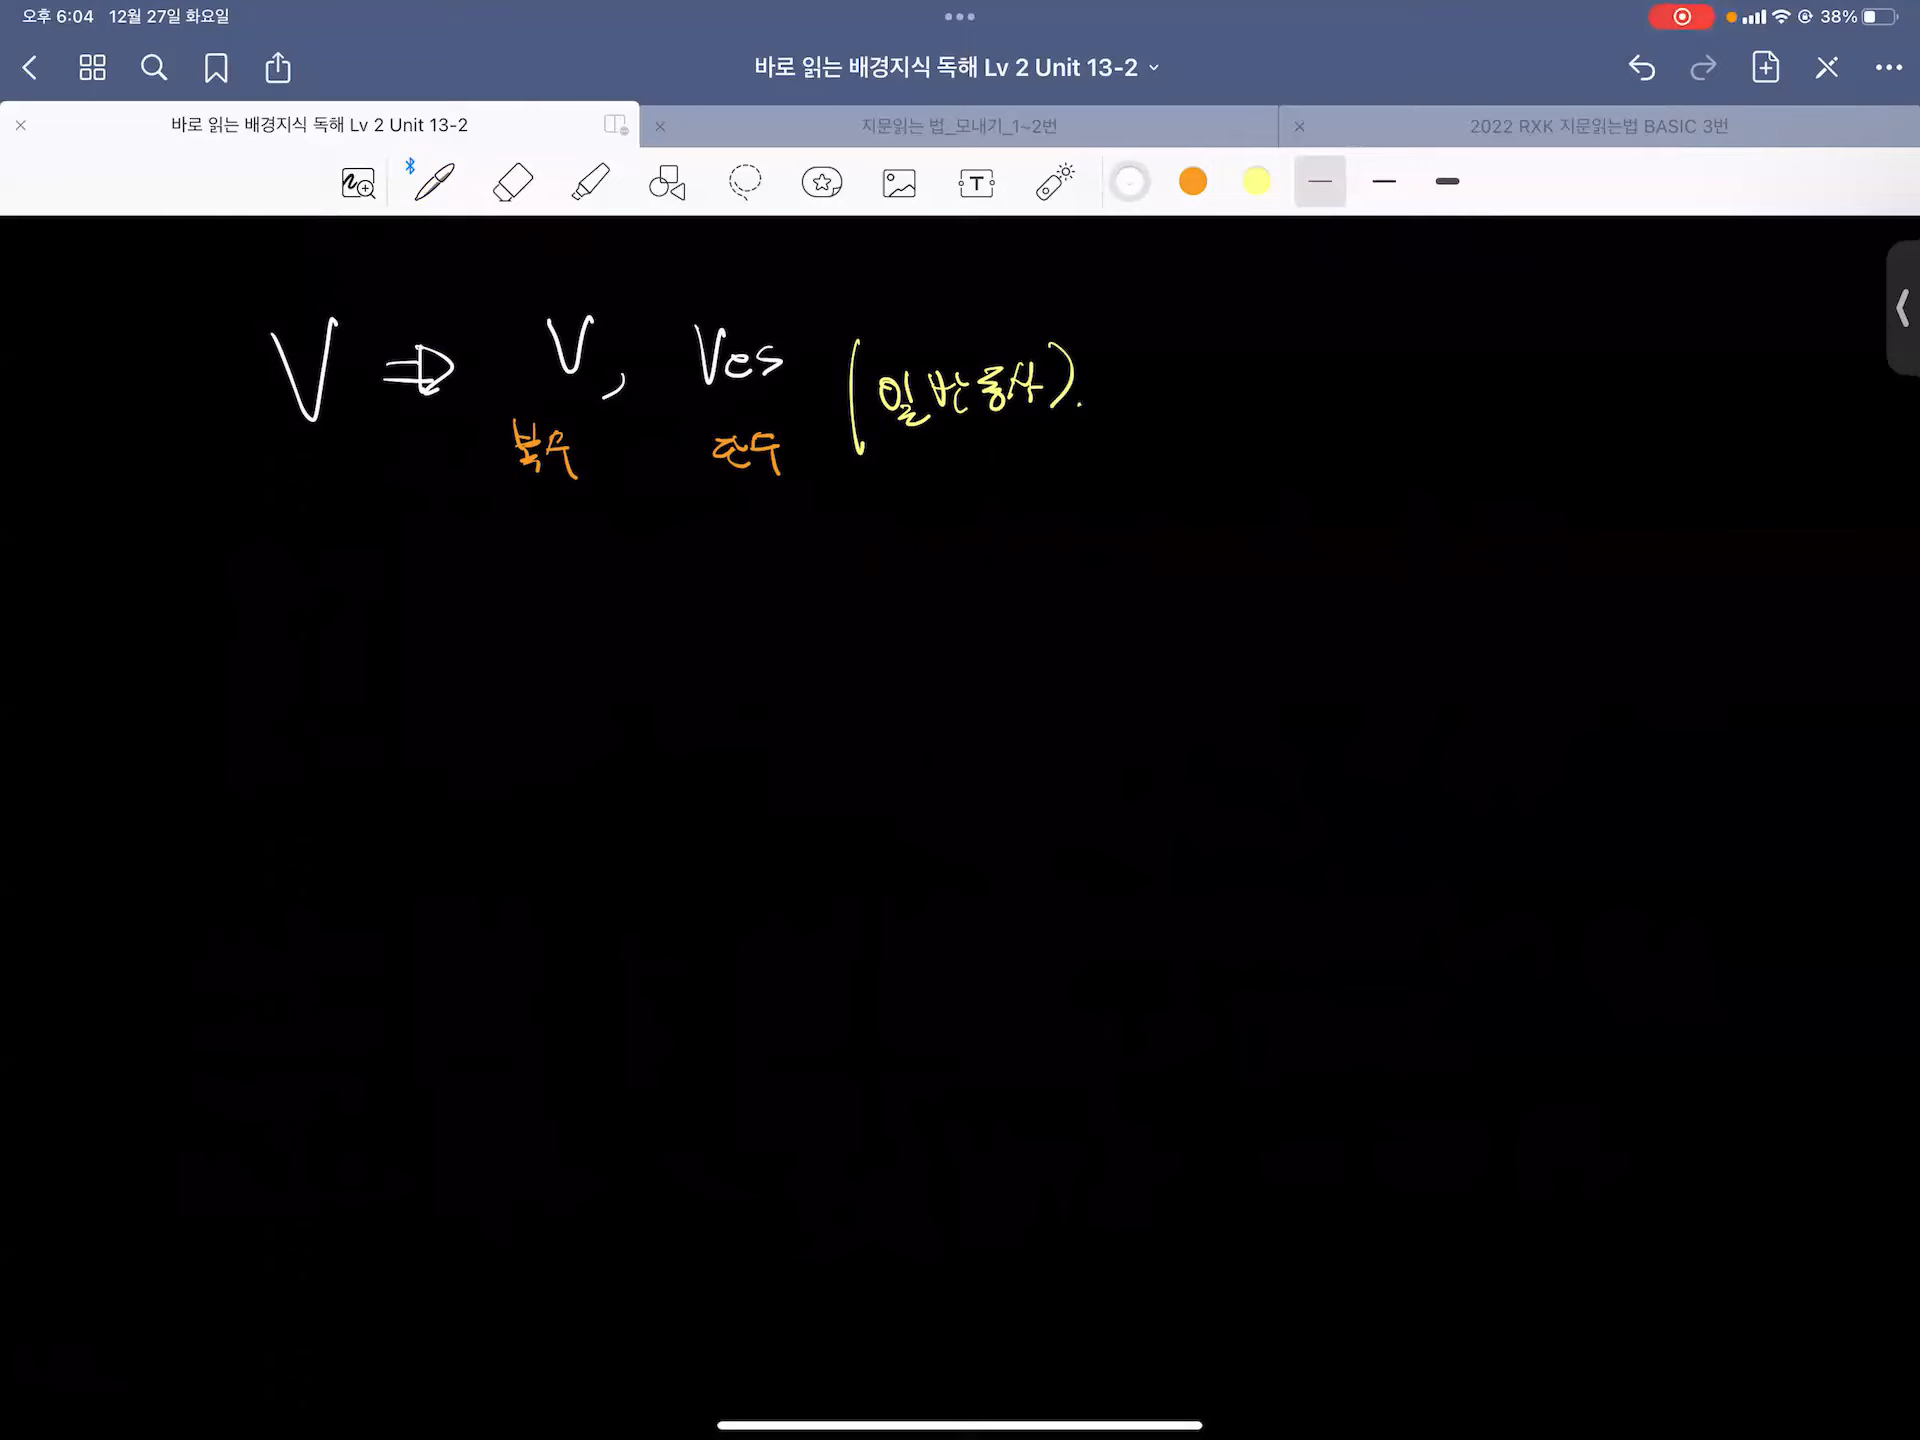 오후 6:04 12월 27일 화요일
38%
바로 읽는 배경지식 독해 Lv 2 Unit 13-2
바로 읽는 배경지식 독해 Lv 2 Unit 13-2
지문읽는 법_모내기_1~2번
2022 RXK 지문읽는법 BASIC 3번
V ⇒ V, Ves (일반동사).
복수 단수